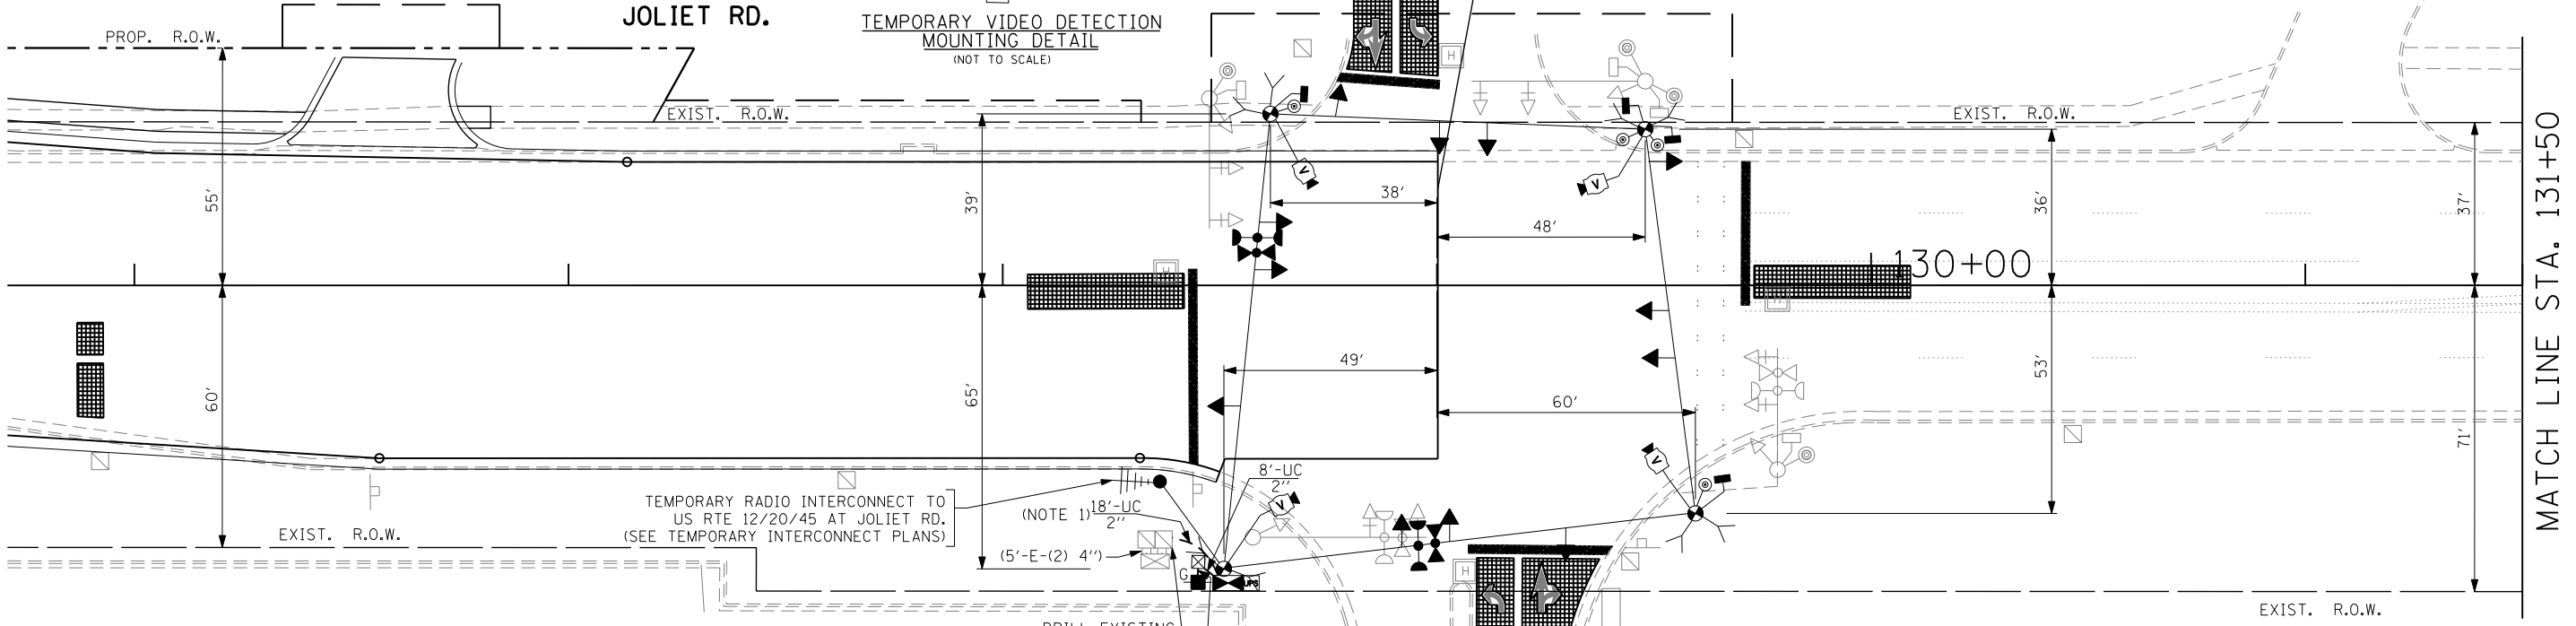 JOLIET RD.
TEMPORARY VIDEO DETECTION
MOUNTING DETAIL
(NOT TO SCALE)
PROP. R.O.W.
EXIST. R.O.W.
EXIST. R.O.W.
H
V
V
55'
39'
38'
48'
36'
37'
MATCH LINE STA. 131+50
H
130+00
H
60'
65'
49'
60'
53'
71'
V
V
8'-UC
2"
TEMPORARY RADIO INTERCONNECT TO
US RTE 12/20/45 AT JOLIET RD.
(SEE TEMPORARY INTERCONNECT PLANS)
(NOTE 1)
18'-UC
2"
(5'-E-(2) 4")
G
UPS
H
EXIST. R.O.W.
EXIST. R.O.W.
DRILL EXISTING